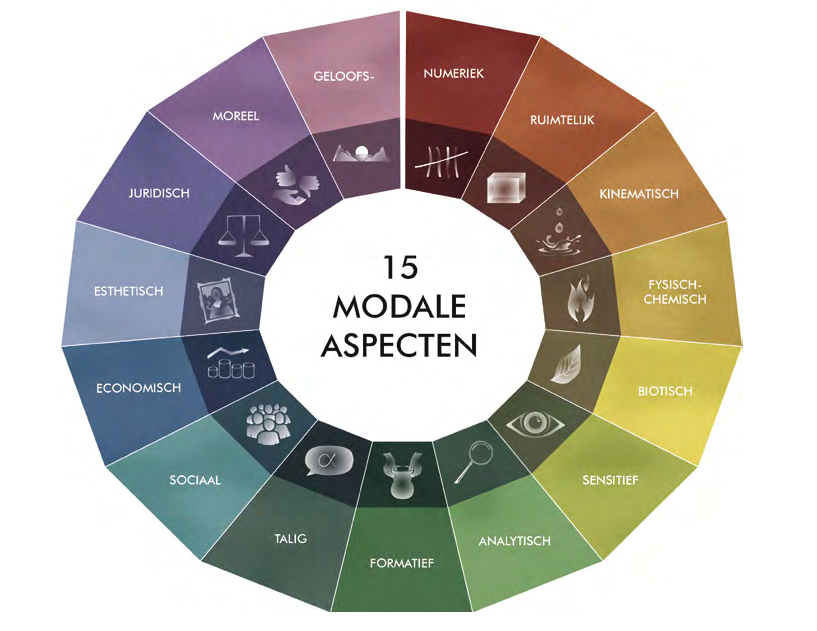 15
MODALE
ASPECTEN
NUMERIEK
RUIMTELIJK
KINEMATISCH
FYSISCH-
CHEMISCH
BIOTISCH
SENSITIEF
ANALYTISCH
FORMATIEF
TALIG
SOCIAAL
ECONOMISCH
ESTHETISCH
JURIDISCH
MOREEL
GELOOFS-
α